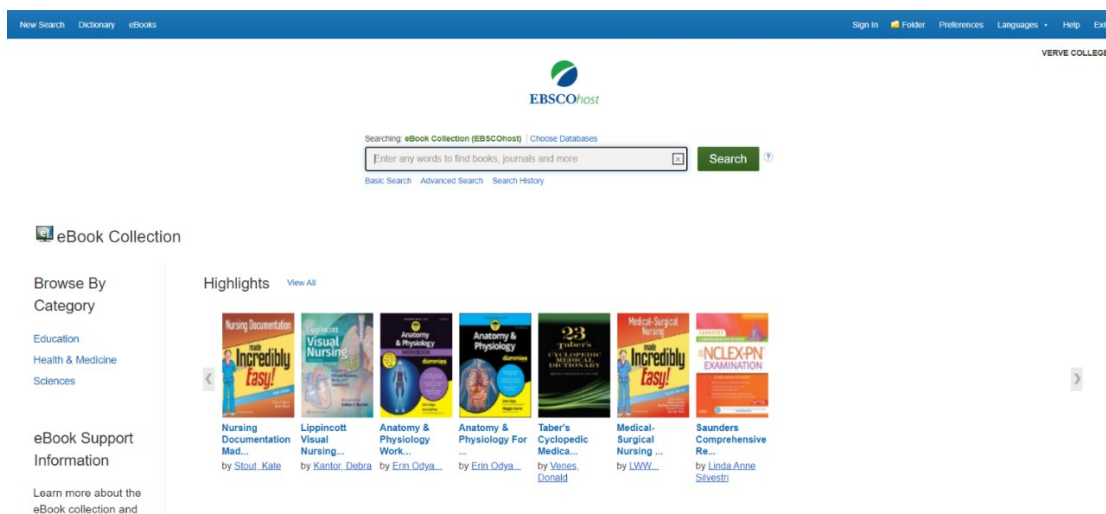 New Search Dictionary eBooks
Sign In Folder Preferences Languages Help Exit
VERVE COLLEGE
EBSCOhost
Searching: eBook Collection (EBSCOhost) | Choose Databases
Enter any words to find books, journals and more
Search ?
Basic Search Advanced Search Search History
eBook Collection
Browse By
Category
Education
Health & Medicine
Sciences
eBook Support
Information
Learn more about the
eBook collection and
Highlights View All
Nursing Documentation
made
Incredibly
Easy!
Lippincott
Visual
Nursing
Anatomy
& Physiology
WORKBOOK
dummies
Anatomy &
Physiology
dummies
23
Taber's
CYCLOPEDIC
MEDICAL
DICTIONARY
Medical-Surgical
Nursing
made
Incredibly
Easy!
SAUNDERS
NCLEX-PN
EXAMINATION
Nursing
Documentation
Mad...
by Stout, Kate
Lippincott
Visual
Nursing...
by Kantor, Debra
Anatomy &
Physiology
Work...
by Erin Odya...
Anatomy &
Physiology For
...
by Erin Odya...
Taber's
Cyclopedic
Medica...
by Venes,
Donald
Medical-
Surgical
Nursing ...
by LWW...
Saunders
Comprehensive
Re...
by Linda Anne
Silvestri